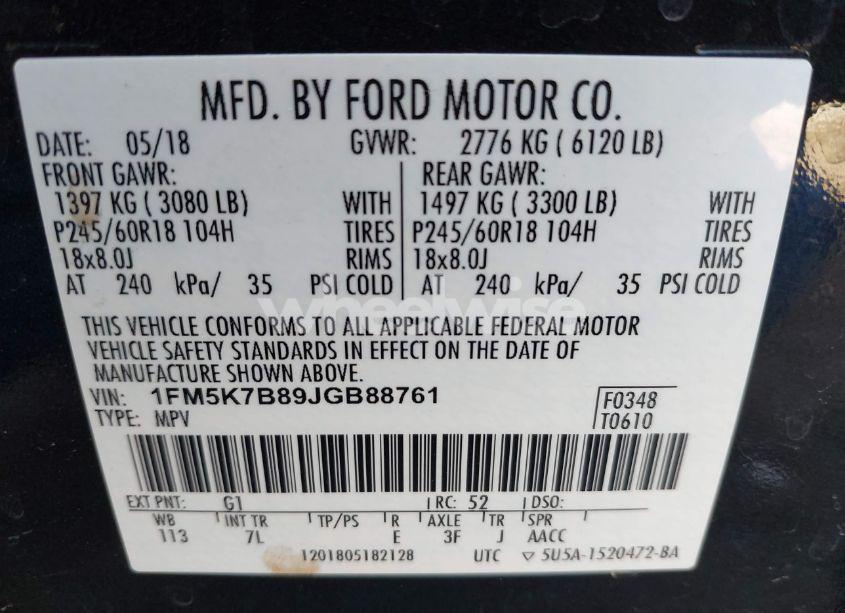 MFD. BY FORD MOTOR CO.
DATE: 05/18 GVWR: 2776 KG ( 6120 LB)
FRONT GAWR: REAR GAWR:
1397 KG ( 3080 LB) WITH 1497 KG ( 3300 LB) WITH
P245/60R18 104H TIRES P245/60R18 104H TIRES
18x8.0J RIMS 18x8.0J RIMS
AT 240 kPa/ 35 PSI COLD AT 240 kPa/ 35 PSI COLD
wheelwise
THIS VEHICLE CONFORMS TO ALL APPLICABLE FEDERAL MOTOR
VEHICLE SAFETY STANDARDS IN EFFECT ON THE DATE OF
MANUFACTURE SHOWN ABOVE.
VIN: 1FM5K7B89JGB88761 F0348
TYPE: MPV T0610
EXT PNT: G1 RC: 52 DSO:
WB INT TR TP/PS R AXLE TR SPR
113 7L E 3F J AACC
1201805182128 UTC ▽ 5U5A-1520472-BA